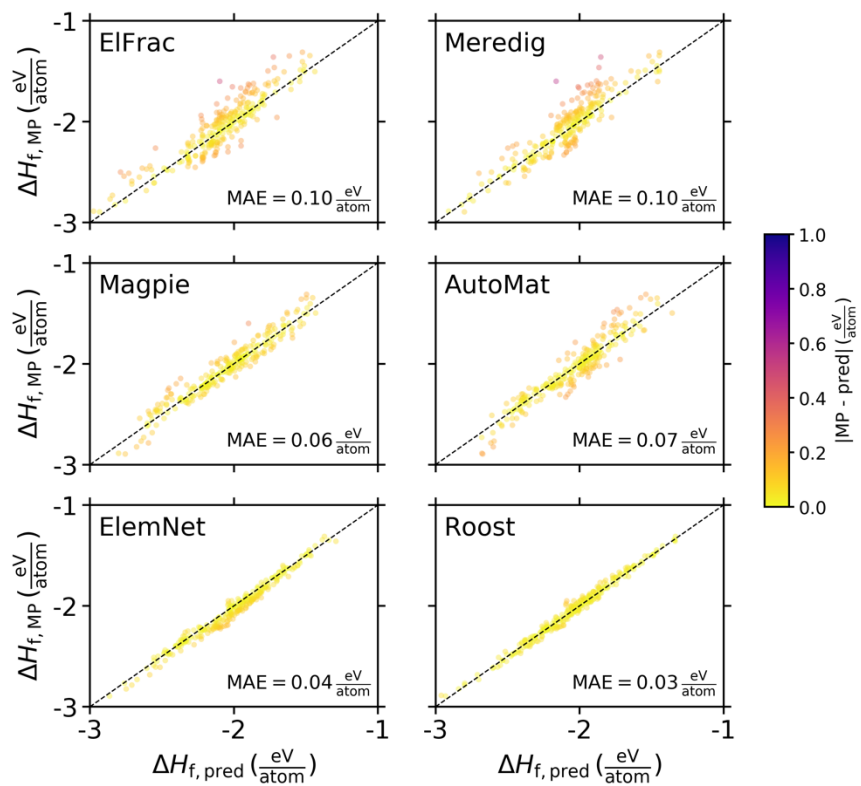 -1
-2
-3
ΔH_f,MP (eV/atom)
ElFrac
MAE = 0.10 eV/atom
Meredig
MAE = 0.10 eV/atom
-1
-2
-3
ΔH_f,MP (eV/atom)
Magpie
MAE = 0.06 eV/atom
AutoMat
MAE = 0.07 eV/atom
-1
-2
-3
ΔH_f,MP (eV/atom)
ElemNet
MAE = 0.04 eV/atom
Roost
MAE = 0.03 eV/atom
-3 -2 -1
-3 -2 -1
ΔH_f,pred (eV/atom)
ΔH_f,pred (eV/atom)
1.0
0.8
0.6
0.4
0.2
0.0
|MP - pred| (eV/atom)